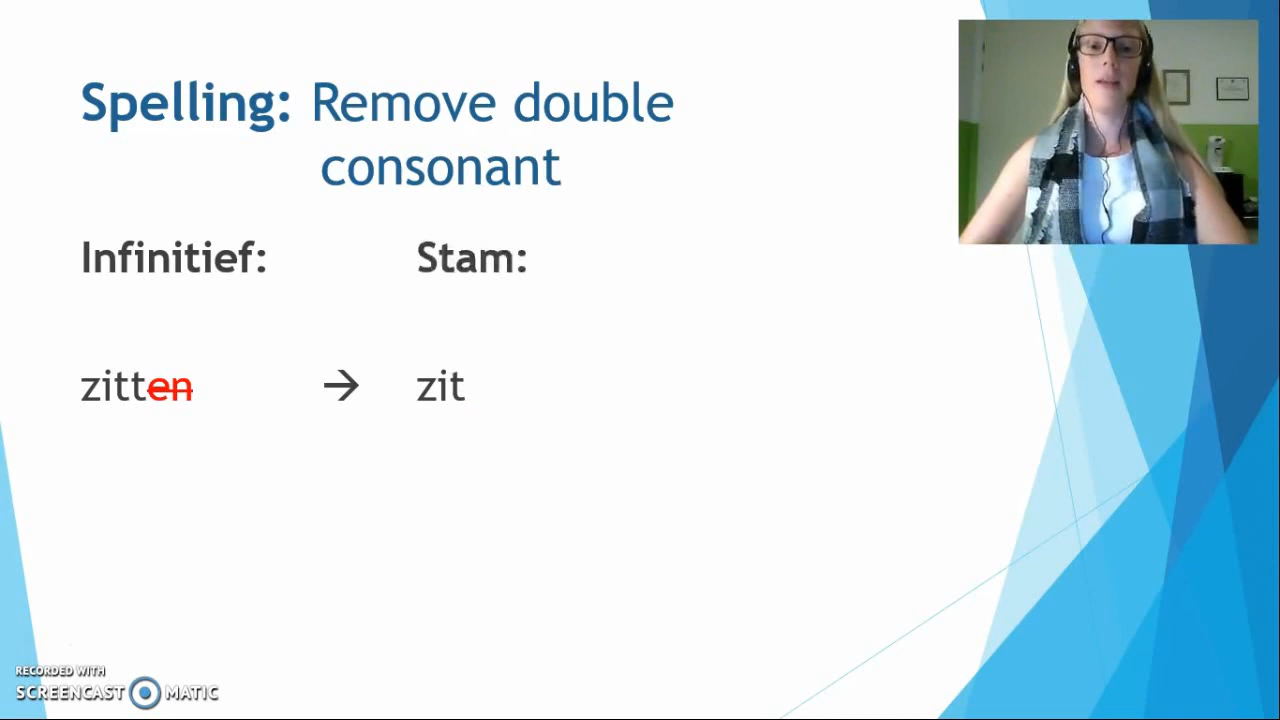 Spelling: Remove double
consonant
Infinitief: Stam:
zitten → zit
RECORDED WITH
SCREENCAST MATIC